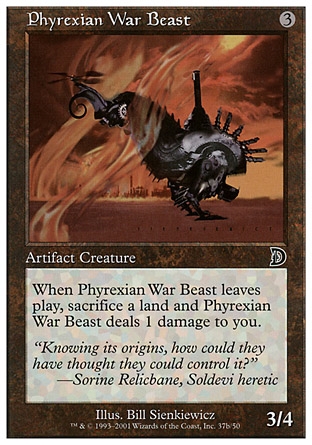 Phyrexian War Beast 3
Artifact Creature
When Phyrexian War Beast leaves
play, sacrifice a land and Phyrexian
War Beast deals 1 damage to you.
“Knowing its origins, how could they
have thought they could control it?”
—Sorine Relicbane, Soldevi heretic
Illus. Bill Sienkiewicz
™ & © 1993–2001 Wizards of the Coast, Inc. 37b/50
3/4